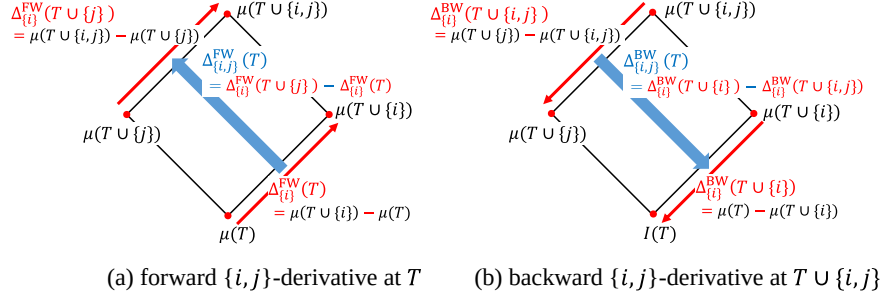 Δ^FW_{i}(T ∪ {j})
= μ(T ∪ {i,j}) − μ(T ∪ {j})
μ(T ∪ {i,j})
Δ^FW_{i,j}(T)
= Δ^FW_{i}(T ∪ {j}) − Δ^FW_{i}(T)
μ(T ∪ {j})
μ(T ∪ {i})
Δ^FW_{i}(T)
= μ(T ∪ {i}) − μ(T)
μ(T)
(a) forward {i,j}-derivative at T
Δ^BW_{i}(T ∪ {i,j})
= μ(T ∪ {j}) − μ(T ∪ {i,j})
μ(T ∪ {i,j})
Δ^BW_{i,j}(T)
= Δ^BW_{i}(T ∪ {i}) − Δ^BW_{i}(T ∪ {i,j})
μ(T ∪ {j})
μ(T ∪ {i})
Δ^BW_{i}(T ∪ {i})
= μ(T) − μ(T ∪ {i})
I(T)
(b) backward {i,j}-derivative at T ∪ {i,j}